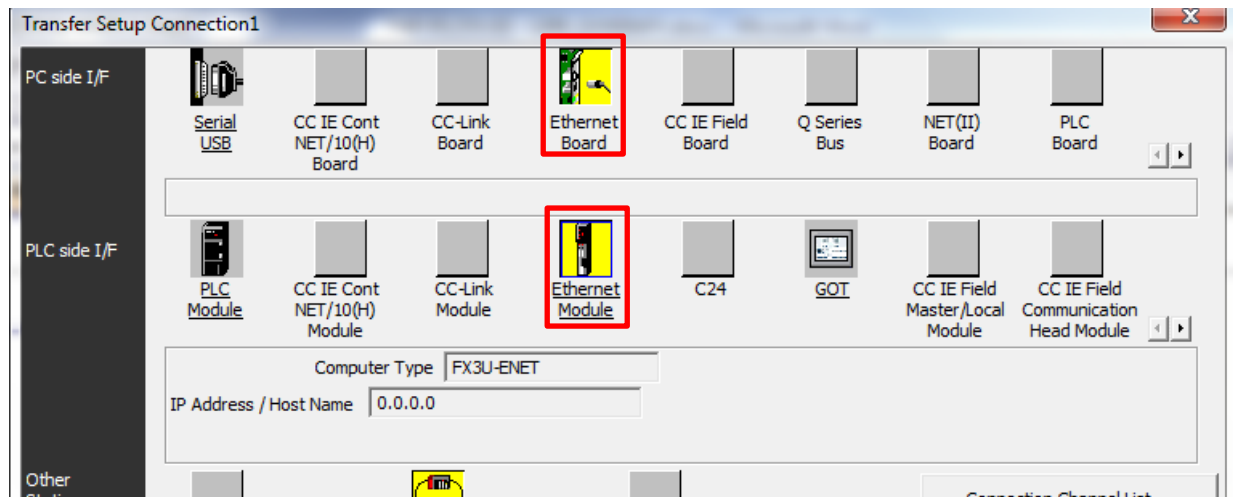 Transfer Setup Connection1
PC side I/F
Serial
USB
CC IE Cont
NET/10(H)
Board
CC-Link
Board
Ethernet
Board
CC IE Field
Board
Q Series
Bus
NET(II)
Board
PLC
Board
PLC side I/F
PLC
Module
CC IE Cont
NET/10(H)
Module
CC-Link
Module
Ethernet
Module
C24
GOT
CC IE Field
Master/Local
Module
CC IE Field
Communication
Head Module
Computer Type FX3U-ENET
IP Address / Host Name 0.0.0.0
Other
Connection Channel List